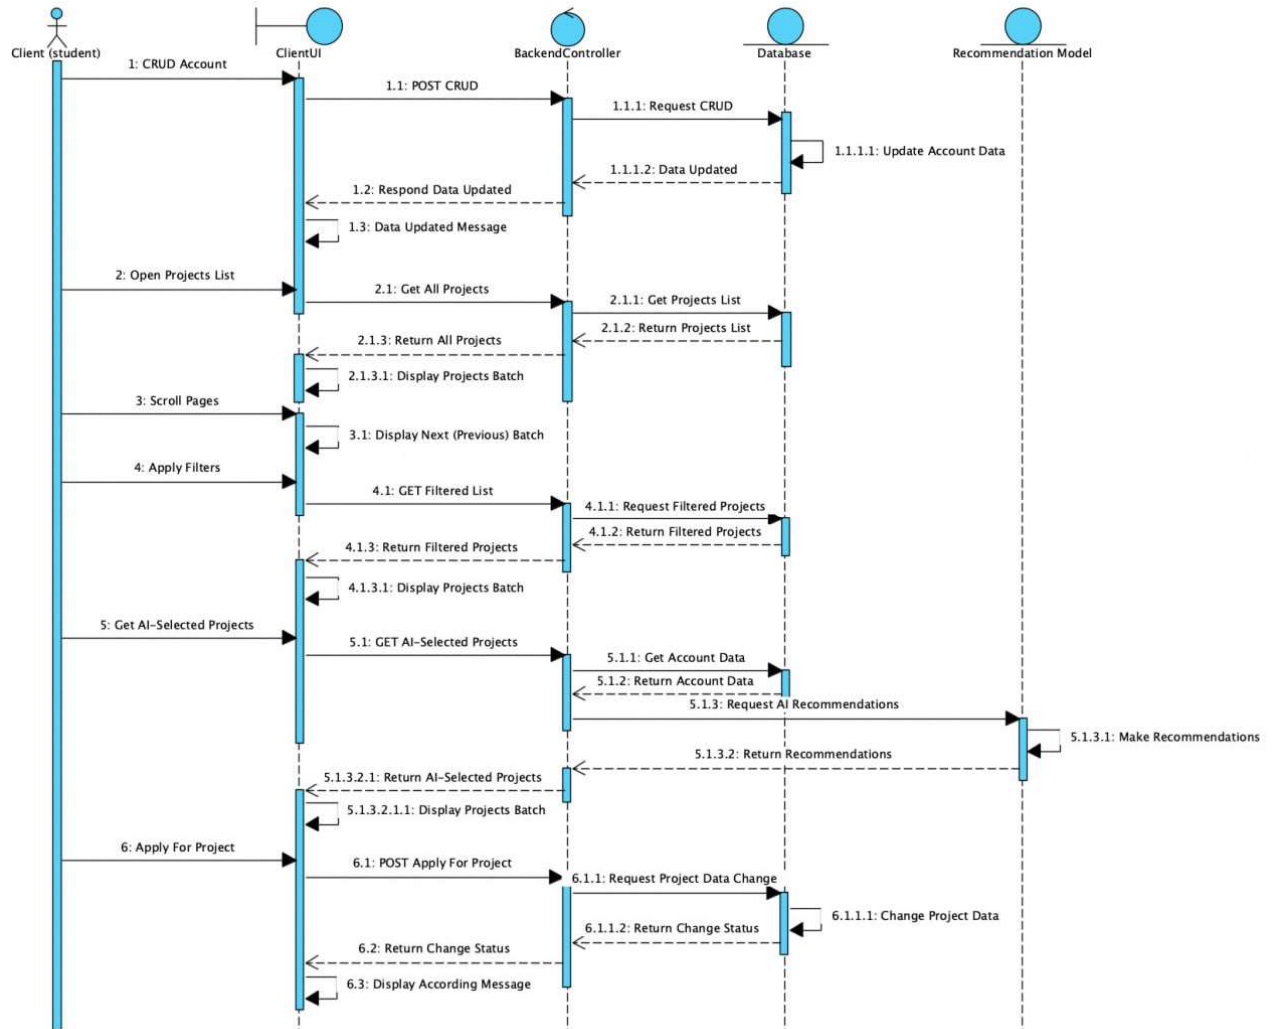 Client (student)
ClientUI
BackendController
Database
Recommendation Model
1: CRUD Account
1.1: POST CRUD
1.1.1: Request CRUD
1.1.1.1: Update Account Data
1.1.1.2: Data Updated
1.2: Respond Data Updated
1.3: Data Updated Message
2: Open Projects List
2.1: Get All Projects
2.1.1: Get Projects List
2.1.2: Return Projects List
2.1.3: Return All Projects
2.1.3.1: Display Projects Batch
3: Scroll Pages
3.1: Display Next (Previous) Batch
4: Apply Filters
4.1: GET Filtered List
4.1.1: Request Filtered Projects
4.1.2: Return Filtered Projects
4.1.3: Return Filtered Projects
4.1.3.1: Display Projects Batch
5: Get AI-Selected Projects
5.1: GET AI-Selected Projects
5.1.1: Get Account Data
5.1.2: Return Account Data
5.1.3: Request AI Recommendations
5.1.3.1: Make Recommendations
5.1.3.2: Return Recommendations
5.1.3.2.1: Return AI-Selected Projects
5.1.3.2.1.1: Display Projects Batch
6: Apply For Project
6.1: POST Apply For Project
6.1.1: Request Project Data Change
6.1.1.1: Change Project Data
6.1.1.2: Return Change Status
6.2: Return Change Status
6.3: Display According Message